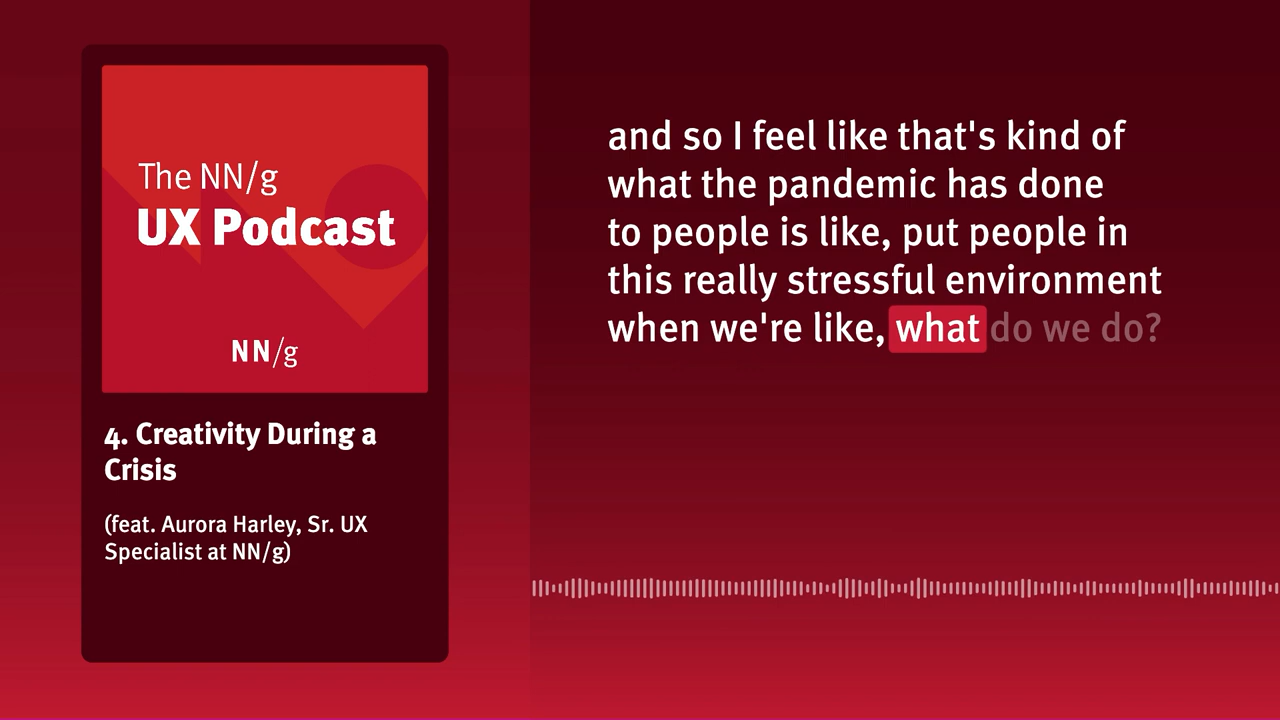 The NN/g
UX Podcast
NN/g
4. Creativity During a
Crisis
(feat. Aurora Harley, Sr. UX
Specialist at NN/g)
and so I feel like that's kind of
what the pandemic has done
to people is like, put people in
this really stressful environment
when we're like, what do we do?